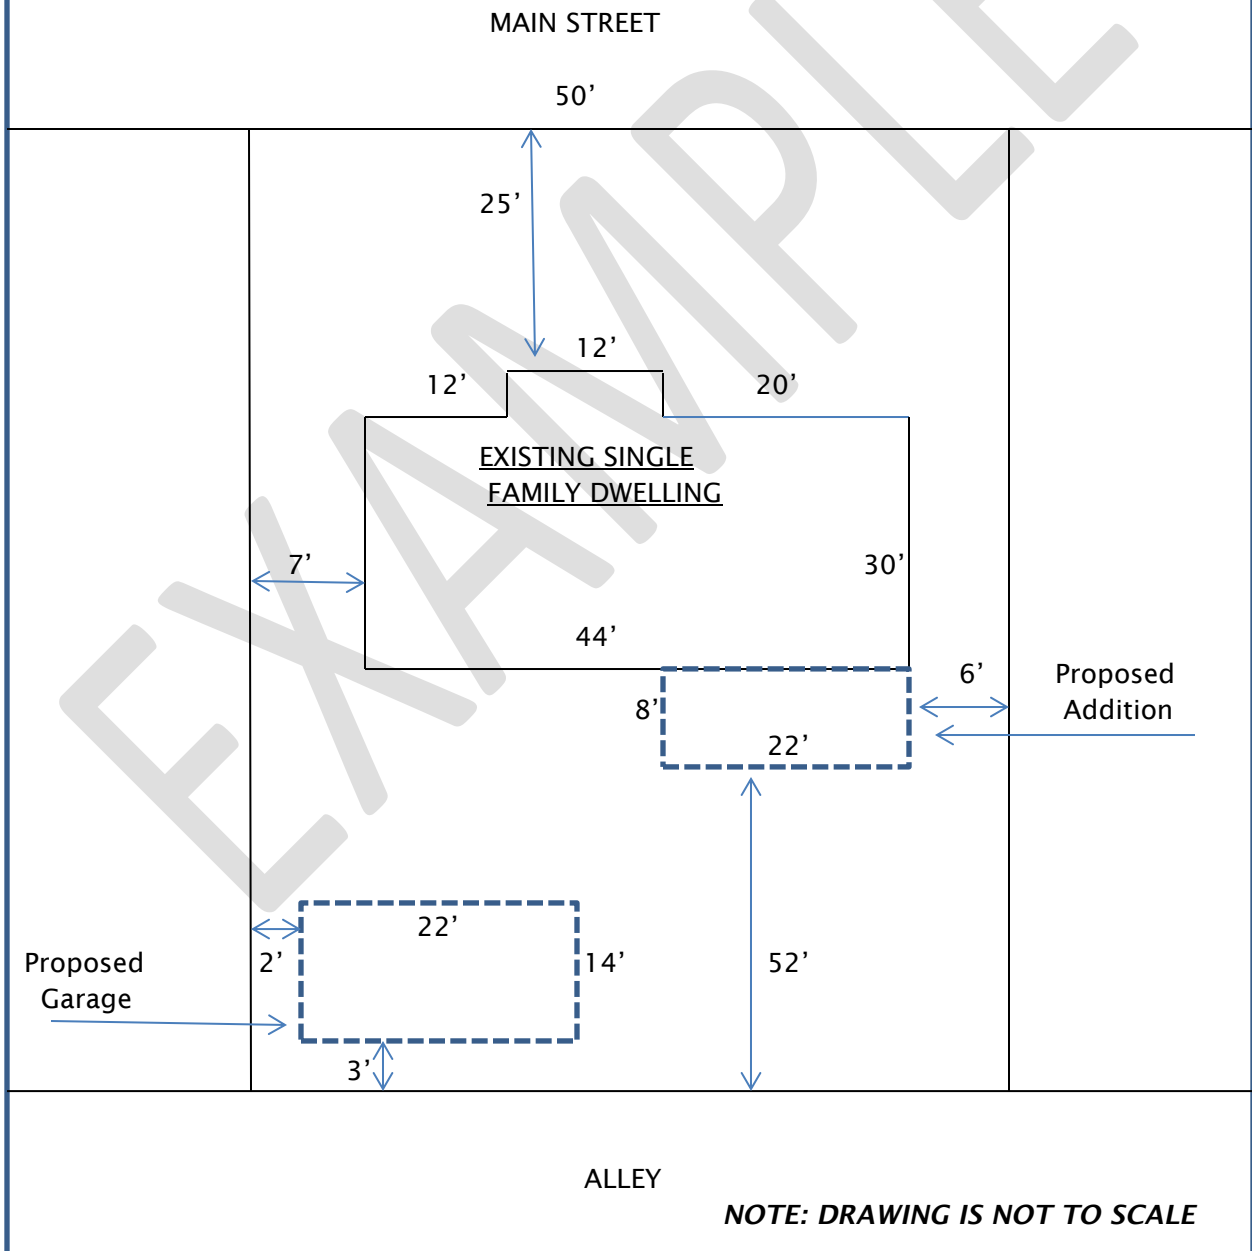 MAIN STREET
50’
25’
12’
12’
20’
EXISTING SINGLE
FAMILY DWELLING
7’
30’
44’
6’
Proposed
Addition
8’
22’
22’
2’
14’
52’
Proposed
Garage
3’
ALLEY
NOTE: DRAWING IS NOT TO SCALE
EXAMPLE